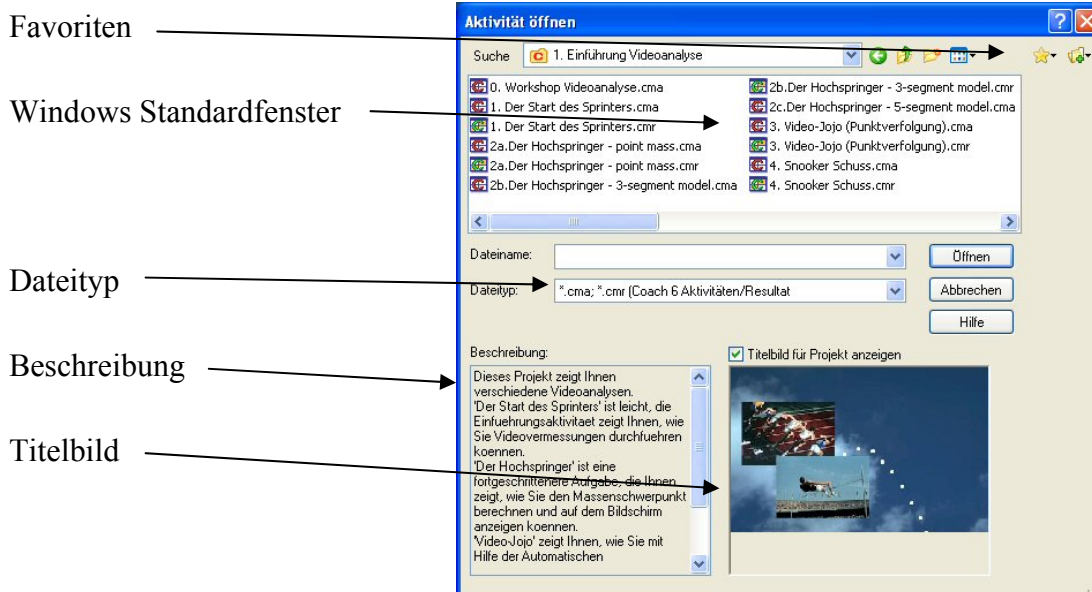 Favoriten
Windows Standardfenster
Dateityp
Beschreibung
Titelbild
Aktivität öffnen
Suche 1. Einführung Videoanalyse
0. Workshop Videoanalyse.cma
1. Der Start des Sprinters.cma
1. Der Start des Sprinters.cmr
2a.Der Hochspringer - point mass.cma
2a.Der Hochspringer - point mass.cmr
2b.Der Hochspringer - 3-segment model.cma
2b.Der Hochspringer - 3-segment model.cmr
2c.Der Hochspringer - 5-segment model.cma
3. Video-Jojo (Punktverfolgung).cma
3. Video-Jojo (Punktverfolgung).cmr
4. Snooker Schuss.cma
4. Snooker Schuss.cmr
Dateiname:
Öffnen
Dateityp: *.cma; *.cmr (Coach 6 Aktivitäten/Resultat
Abbrechen
Hilfe
Beschreibung:
Dieses Projekt zeigt Ihnen
verschiedene Videoanalysen.
'Der Start des Sprinters' ist leicht, die
Einfuehrungsaktivitaet zeigt Ihnen, wie
Sie Videovermessungen durchfuehren
koennen.
'Der Hochspringer' ist eine
fortgeschrittenere Aufgabe, die Ihnen
zeigt, wie Sie den Massenschwerpunkt
berechnen und auf dem Bildschirm
anzeigen koennen.
'Video-Jojo' zeigt Ihnen, wie Sie mit
Hilfe der Automatischen
Titelbild für Projekt anzeigen